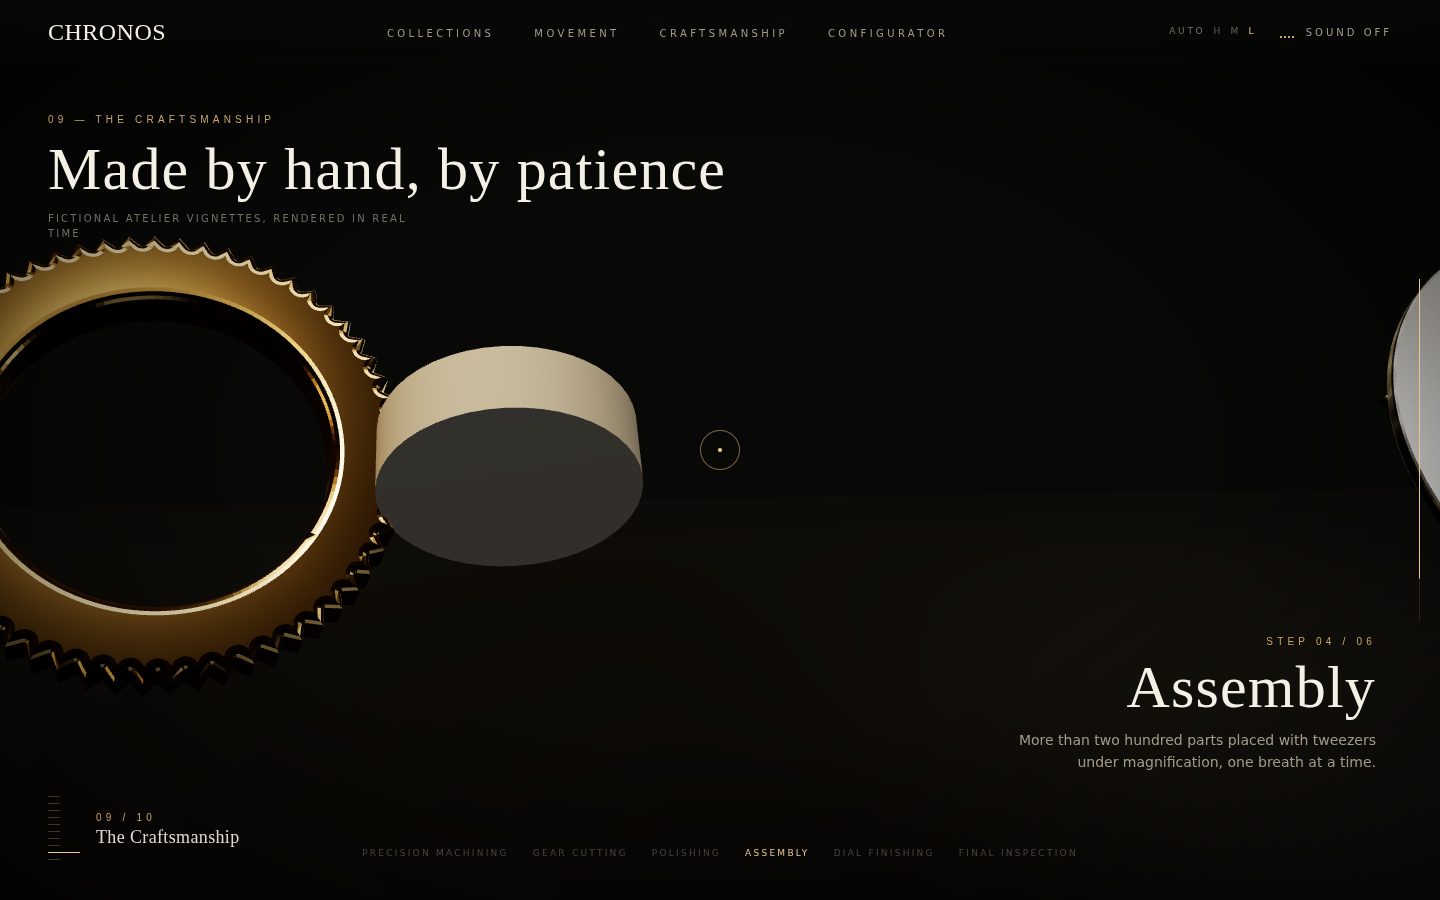 CHRONOS
COLLECTIONS MOVEMENT CRAFTSMANSHIP CONFIGURATOR
AUTO H M L SOUND OFF
09 — THE CRAFTSMANSHIP
Made by hand, by patience
FICTIONAL ATELIER VIGNETTES, RENDERED IN REAL
TIME
STEP 04 / 06
Assembly
More than two hundred parts placed with tweezers
under magnification, one breath at a time.
09 / 10
The Craftsmanship
PRECISION MACHINING GEAR CUTTING POLISHING ASSEMBLY DIAL FINISHING FINAL INSPECTION